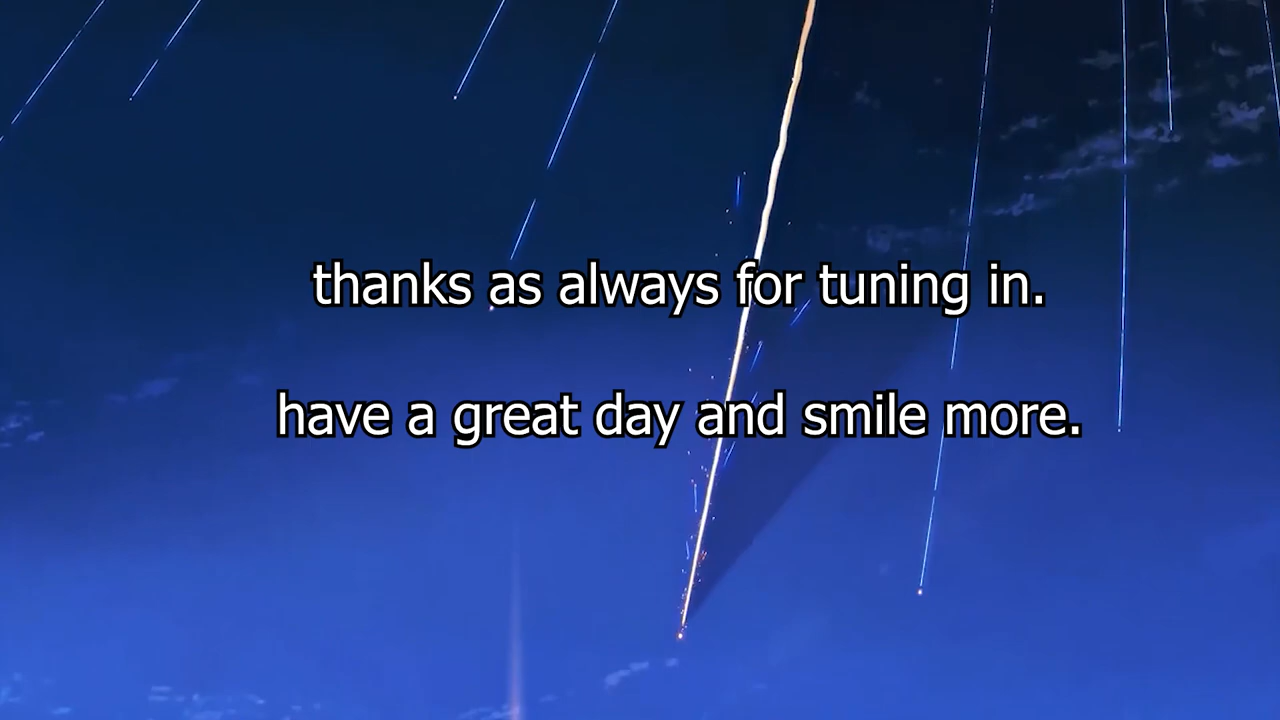 thanks as always for tuning in.
have a great day and smile more.